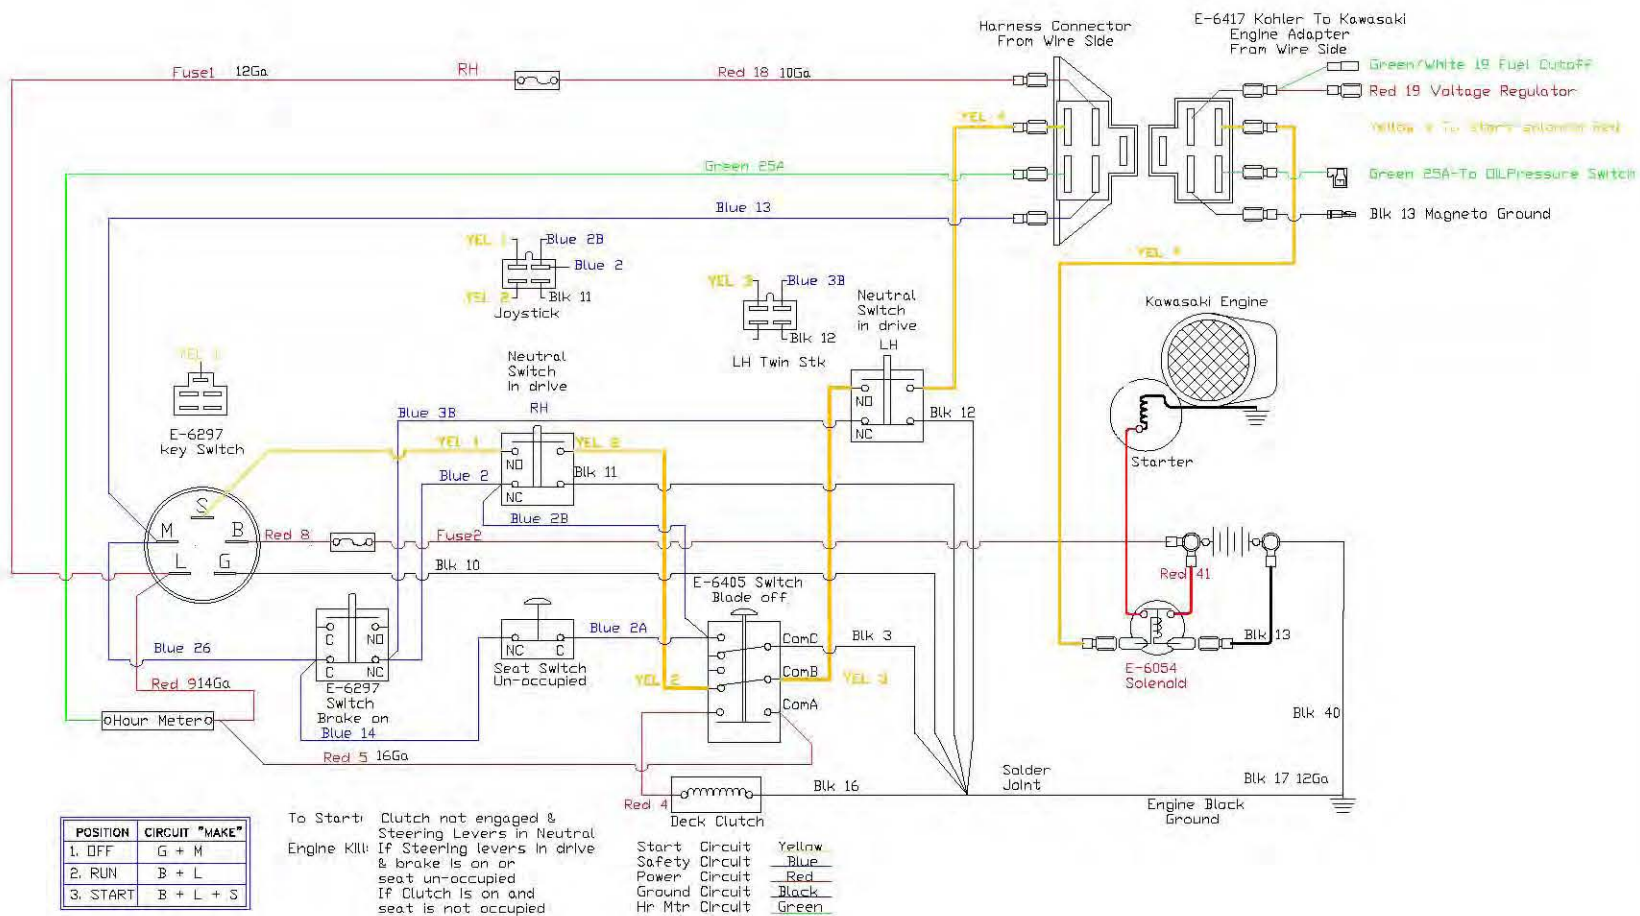 Harness Connector
From Wire Side
E-6417 Kohler To Kawasaki
Engine Adapter
From Wire Side
Green/White 19 Fuel Cutoff
Red 19 Voltage Regulator
Yellow 4 To start solenoid Red
Green 25A-To OILPressure Switch
Blk 13 Magneto Ground
Fuse1 12Ga
RH
Red 18 10Ga
YEL 4
Green 25A
Blue 13
YEL 4
YEL 1
Blue 2B
Blue 2
YEL 2
Blk 11
Joystick
YEL 3
Blue 3B
Blk 12
LH Twin Stk
Neutral
Switch
in drive
LH
NO
NC
Blk 12
Kawasaki Engine
Starter
YEL 1
E-6297
key Switch
Neutral
Switch
in drive
RH
Blue 3B
YEL 1
YEL 2
NO
Blue 2
Blk 11
NC
Blue 2B
S
M
B
L
G
Red 8
Fuse2
Blk 10
Red 41
Blk 13
E-6054
Solenoid
E-6405 Switch
Blade off
ComC
Blk 3
ComB
YEL 2
YEL 3
ComA
C
NO
C
NC
E-6297
Switch
Brake on
Blue 26
Red 9 14Ga
Hour Meter
Blue 14
Blue 2A
NC
C
Seat Switch
Un-occupied
Red 5 16Ga
Red 4
Deck Clutch
Blk 16
Solder
Joint
Blk 40
Blk 17 12Ga
Engine Block
Ground
POSITION CIRCUIT "MAKE"
1. OFF G + M
2. RUN B + L
3. START B + L + S
To Start: Clutch not engaged &
Steering Levers in Neutral
Engine Kill: If Steering levers in drive
& brake is on or
seat un-occupied
If Clutch is on and
seat is not occupied
Start Circuit Yellow
Safety Circuit Blue
Power Circuit Red
Ground Circuit Black
Hr Mtr Circuit Green